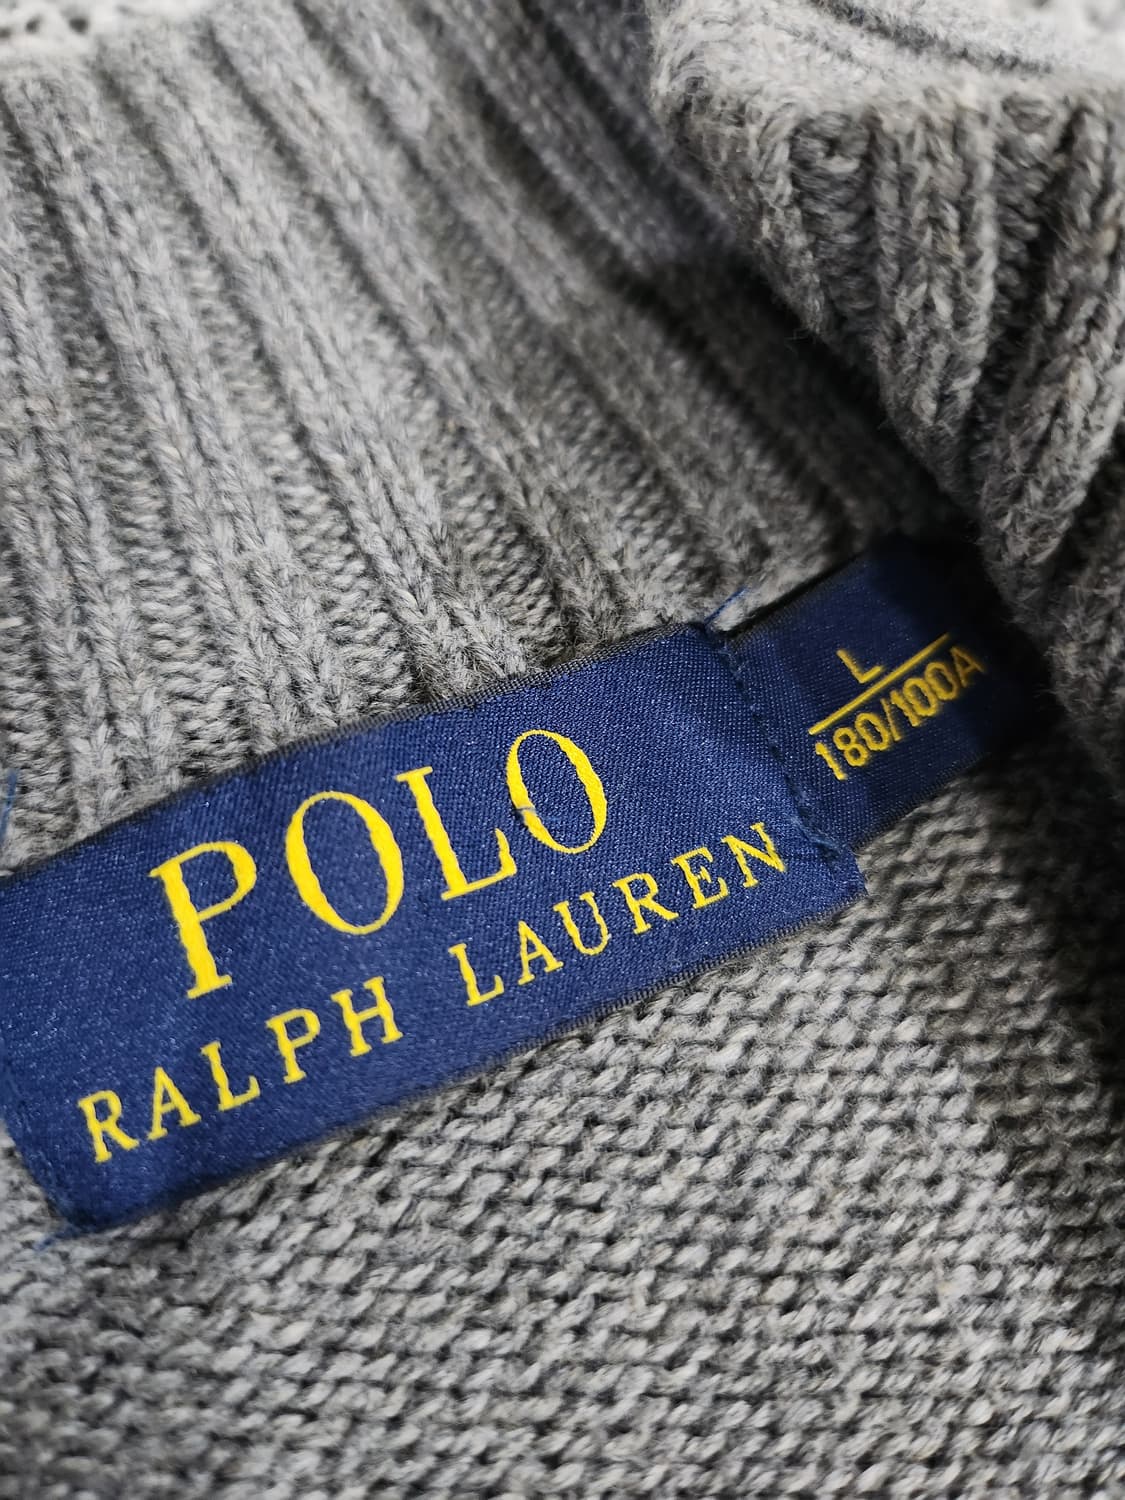 POLO
RALPH LAUREN
L
180/100A